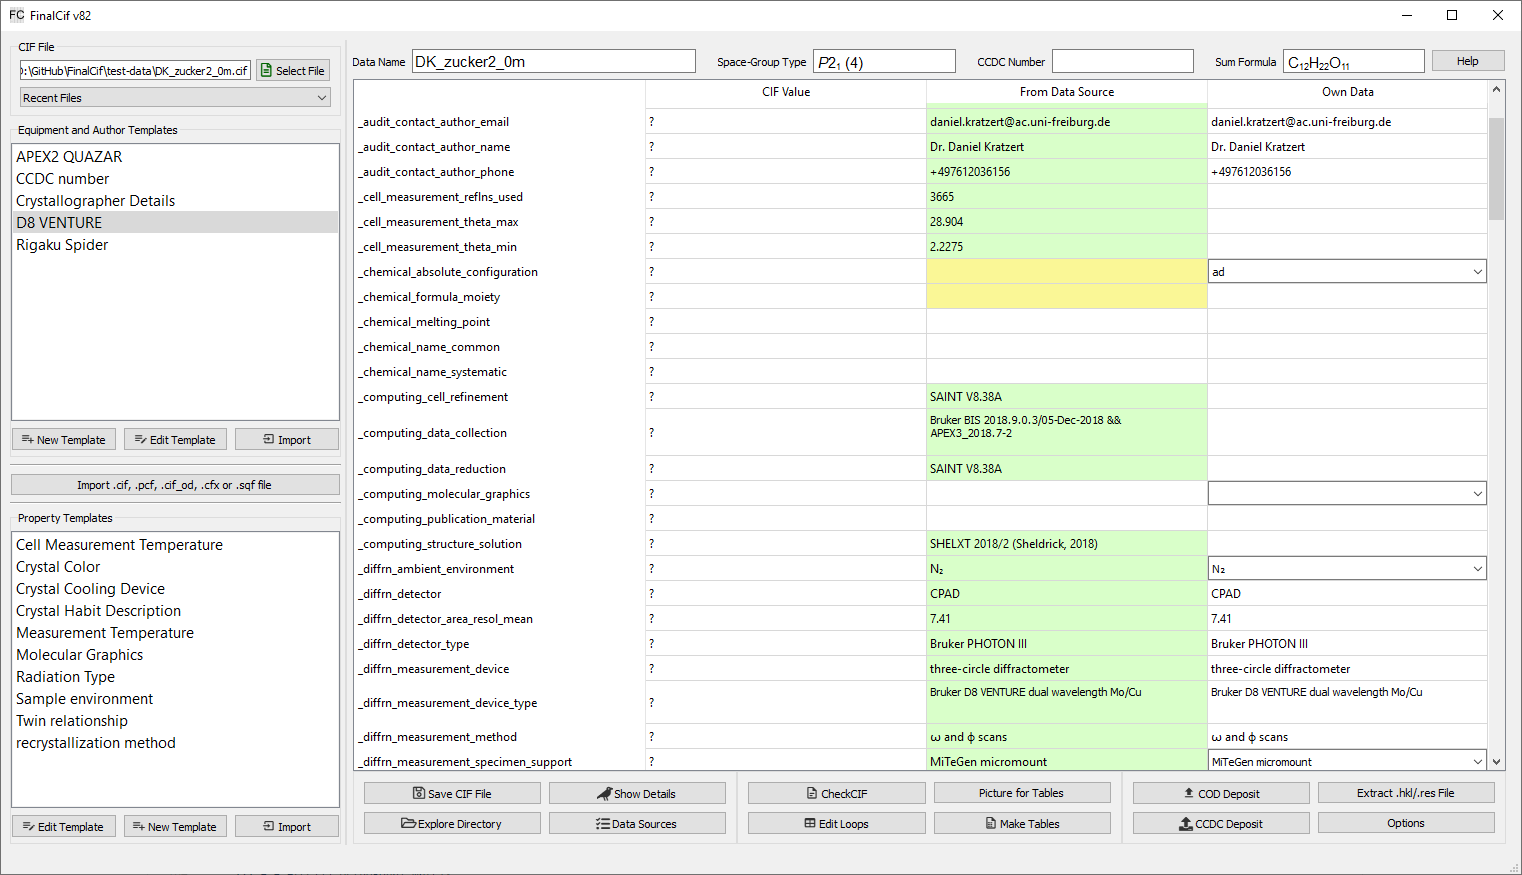 FC FinalCif v82
CIF File
):\GitHub\FinalCif\test-data\DK_zucker2_0m.cif Select File
Recent Files
Equipment and Author Templates
APEX2 QUAZAR
CCDC number
Crystallographer Details
D8 VENTURE
Rigaku Spider
New Template Edit Template Import
Import .cif, .pcf, .cif_od, .cfx or .sqf file
Property Templates
Cell Measurement Temperature
Crystal Color
Crystal Cooling Device
Crystal Habit Description
Measurement Temperature
Molecular Graphics
Radiation Type
Sample environment
Twin relationship
recrystallization method
Edit Template New Template Import
Data Name DK_zucker2_0m Space-Group Type P2₁ (4) CCDC Number Sum Formula C₁₂H₂₂O₁₁ Help
CIF Value From Data Source Own Data
_audit_contact_author_email ? daniel.kratzert@ac.uni-freiburg.de daniel.kratzert@ac.uni-freiburg.de
_audit_contact_author_name ? Dr. Daniel Kratzert Dr. Daniel Kratzert
_audit_contact_author_phone ? +497612036156 +497612036156
_cell_measurement_reflns_used ? 3665
_cell_measurement_theta_max ? 28.904
_cell_measurement_theta_min ? 2.2275
_chemical_absolute_configuration ? ad
_chemical_formula_moiety ?
_chemical_melting_point ?
_chemical_name_common ?
_chemical_name_systematic ?
_computing_cell_refinement ? SAINT V8.38A
_computing_data_collection ? Bruker BIS 2018.9.0.3/05-Dec-2018 &&
APEX3_2018.7-2
_computing_data_reduction ? SAINT V8.38A
_computing_molecular_graphics ?
_computing_publication_material ?
_computing_structure_solution ? SHELXT 2018/2 (Sheldrick, 2018)
_diffrn_ambient_environment ? N₂ N₂
_diffrn_detector ? CPAD CPAD
_diffrn_detector_area_resol_mean ? 7.41 7.41
_diffrn_detector_type ? Bruker PHOTON III Bruker PHOTON III
_diffrn_measurement_device ? three-circle diffractometer three-circle diffractometer
_diffrn_measurement_device_type ? Bruker D8 VENTURE dual wavelength Mo/Cu Bruker D8 VENTURE dual wavelength Mo/Cu
_diffrn_measurement_method ? ω and ϕ scans ω and ϕ scans
_diffrn_measurement_specimen_support ? MiTeGen micromount MiTeGen micromount
Save CIF File Show Details CheckCIF Picture for Tables COD Deposit Extract .hkl/.res File
Explore Directory Data Sources Edit Loops Make Tables CCDC Deposit Options